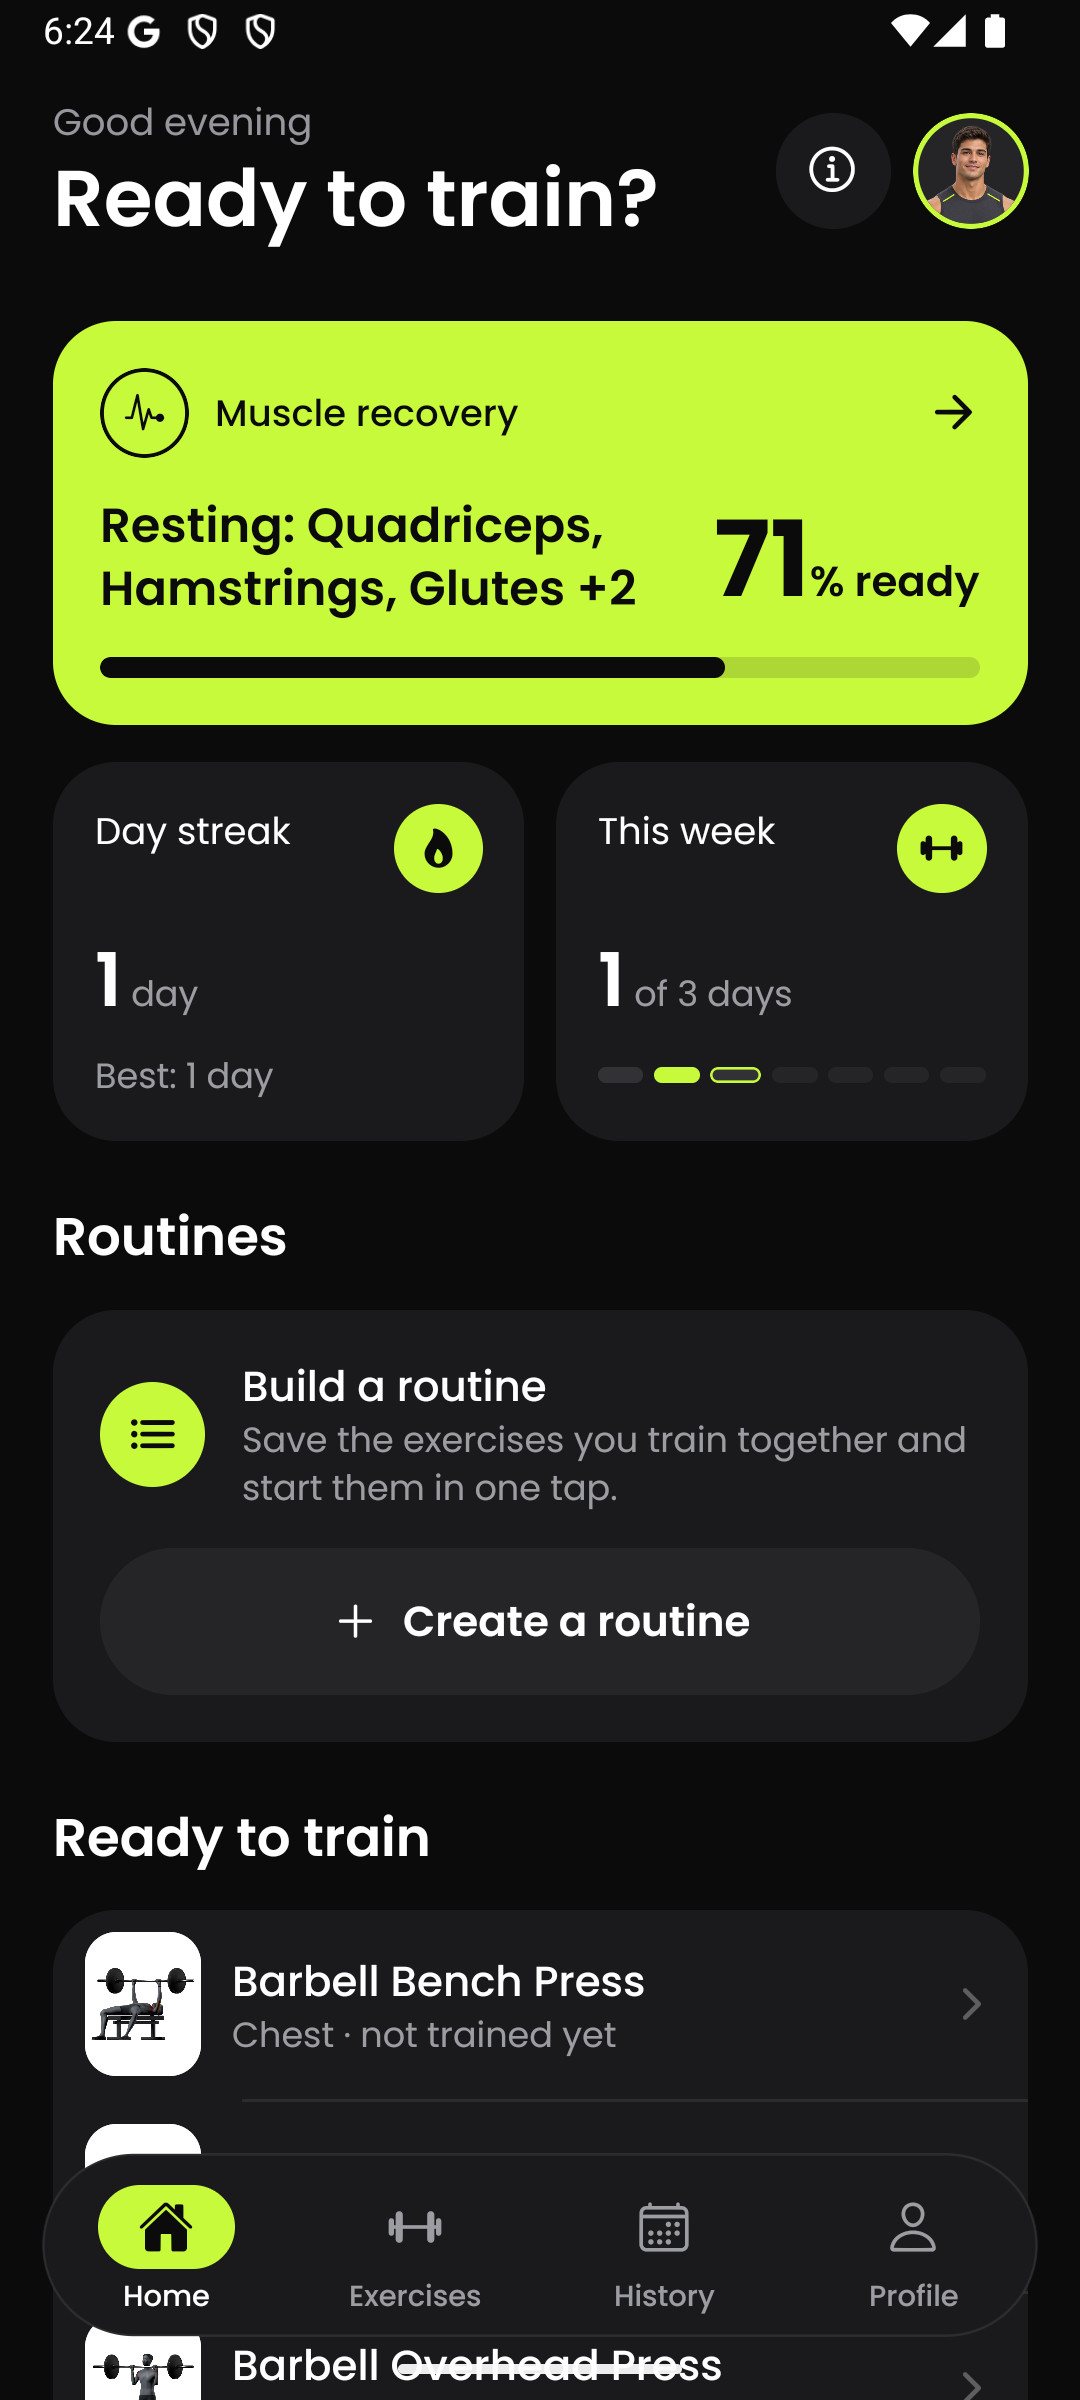 6:24
Good evening
Ready to train?
Muscle recovery
Resting: Quadriceps,
Hamstrings, Glutes +2
71% ready
Day streak
1 day
Best: 1 day
This week
1 of 3 days
Routines
Build a routine
Save the exercises you train together and
start them in one tap.
+ Create a routine
Ready to train
Barbell Bench Press
Chest · not trained yet
Home
Exercises
History
Profile
Barbell Overhead Press